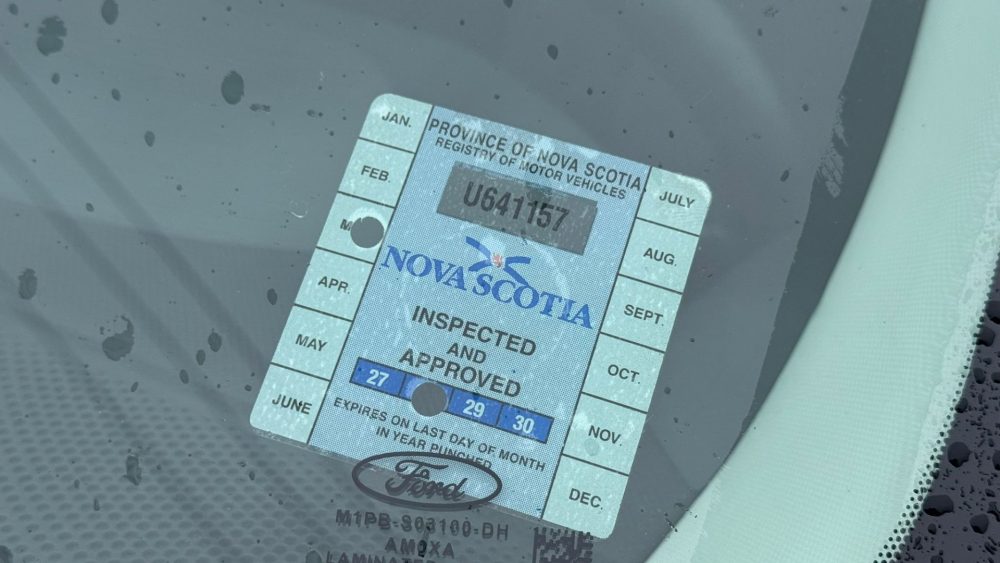 JAN.
FEB.
M
APR.
MAY
JUNE
PROVINCE OF NOVA SCOTIA
REGISTRY OF MOTOR VEHICLES
U641157
NOVA SCOTIA
INSPECTED
AND
APPROVED
27 29 30
EXPIRES ON LAST DAY OF MONTH
IN YEAR PUNCHED
JULY
AUG.
SEPT.
OCT.
NOV.
DEC.
Ford
M1PB-S03100-DH
AM0XA
LAMINATED